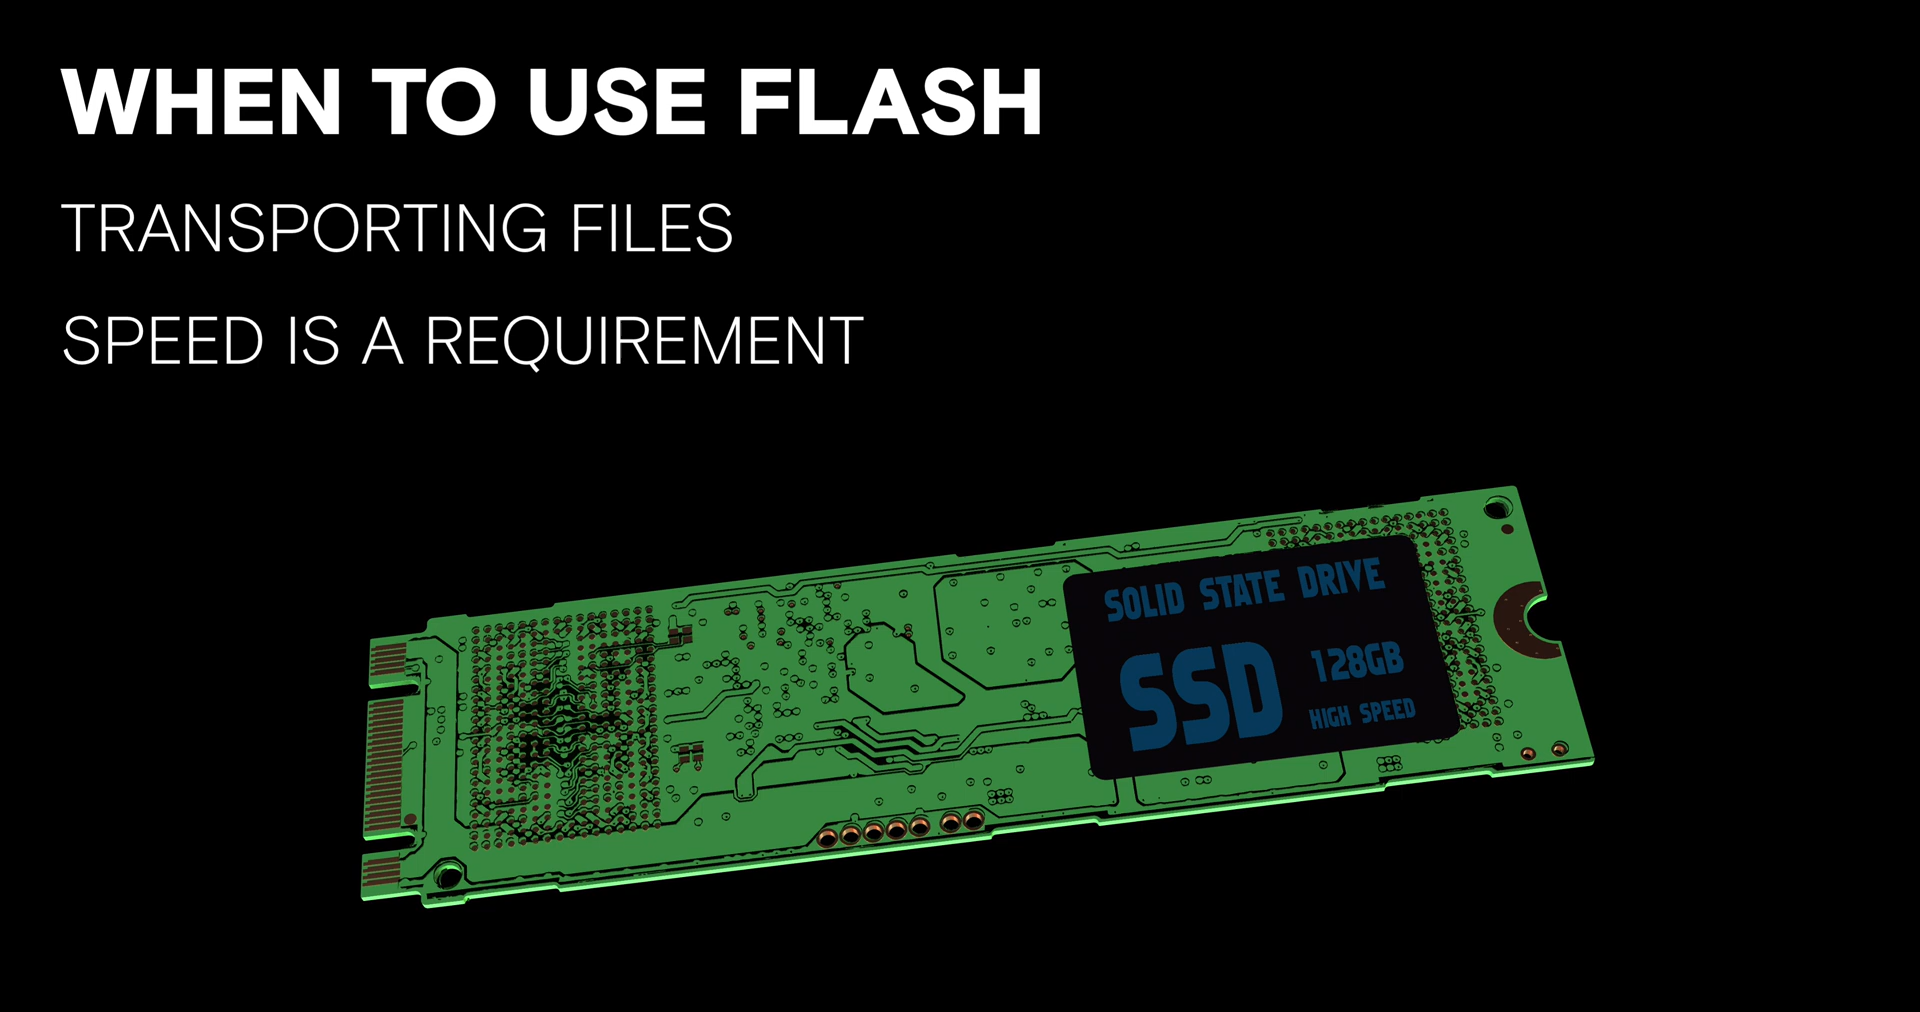 WHEN TO USE FLASH
TRANSPORTING FILES
SPEED IS A REQUIREMENT
SOLID STATE DRIVE
SSD 128GB
HIGH SPEED